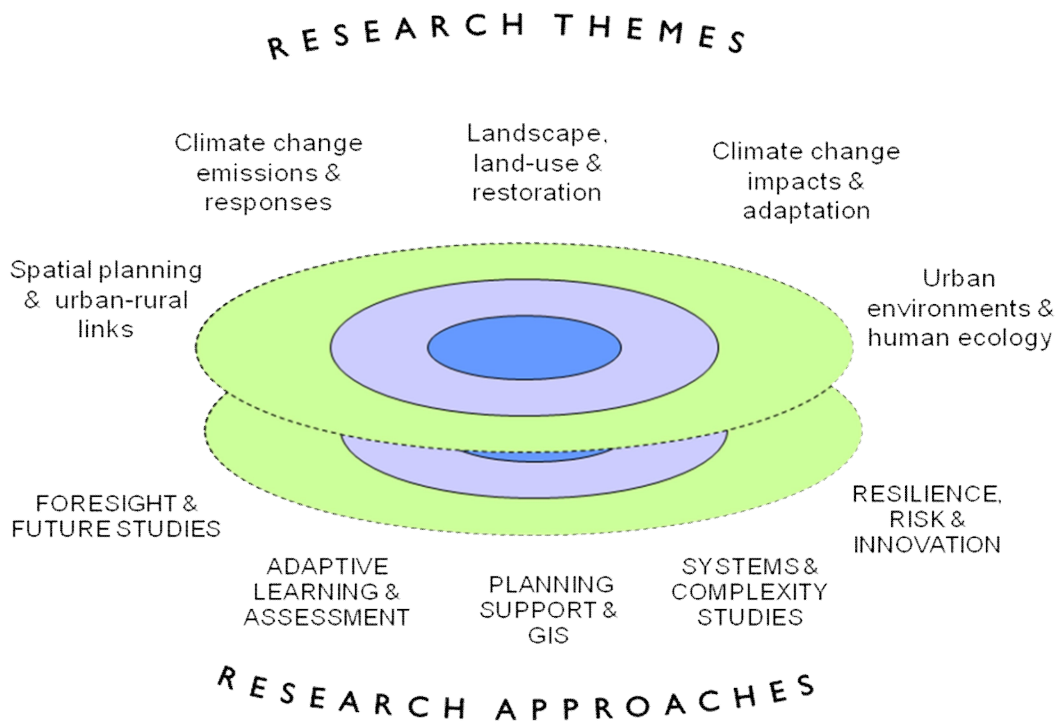 RESEARCH THEMES
Climate change
emissions &
responses
Landscape,
land-use &
restoration
Climate change
impacts &
adaptation
Spatial planning
& urban-rural
links
Urban
environments &
human ecology
FORESIGHT &
FUTURE STUDIES
ADAPTIVE
LEARNING &
ASSESSMENT
PLANNING
SUPPORT &
GIS
SYSTEMS &
COMPLEXITY
STUDIES
RESILIENCE,
RISK &
INNOVATION
RESEARCH APPROACHES